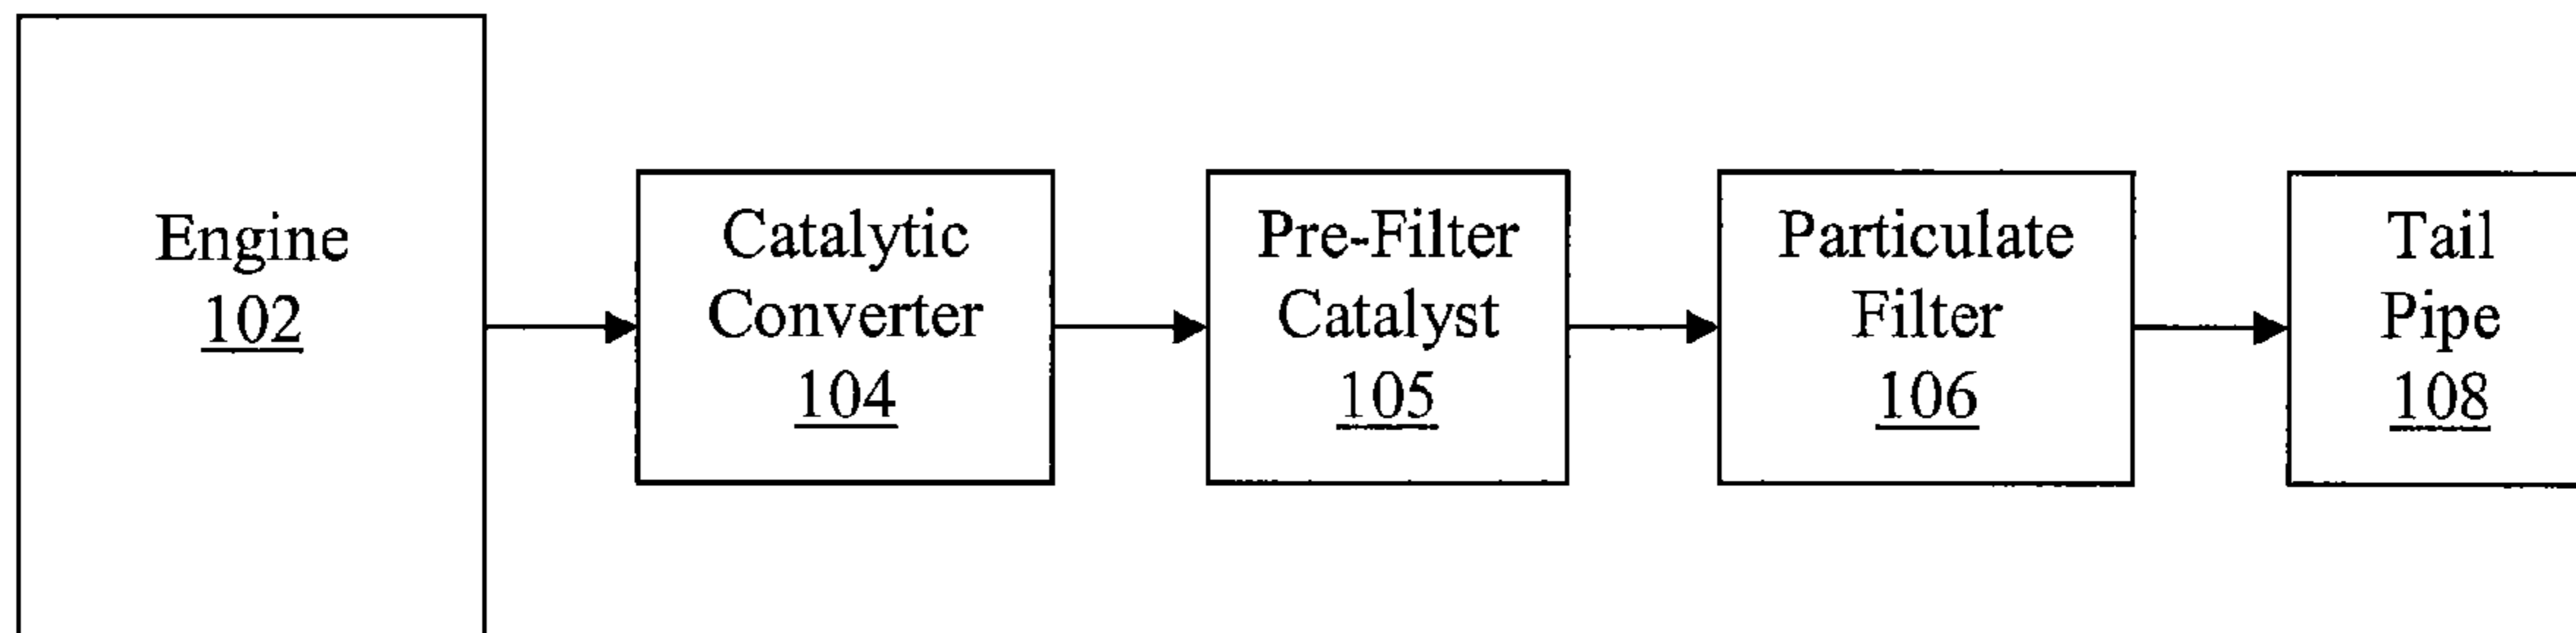 Engine
102
Catalytic
Converter
104
Pre-Filter
Catalyst
105
Particulate
Filter
106
Tail
Pipe
108